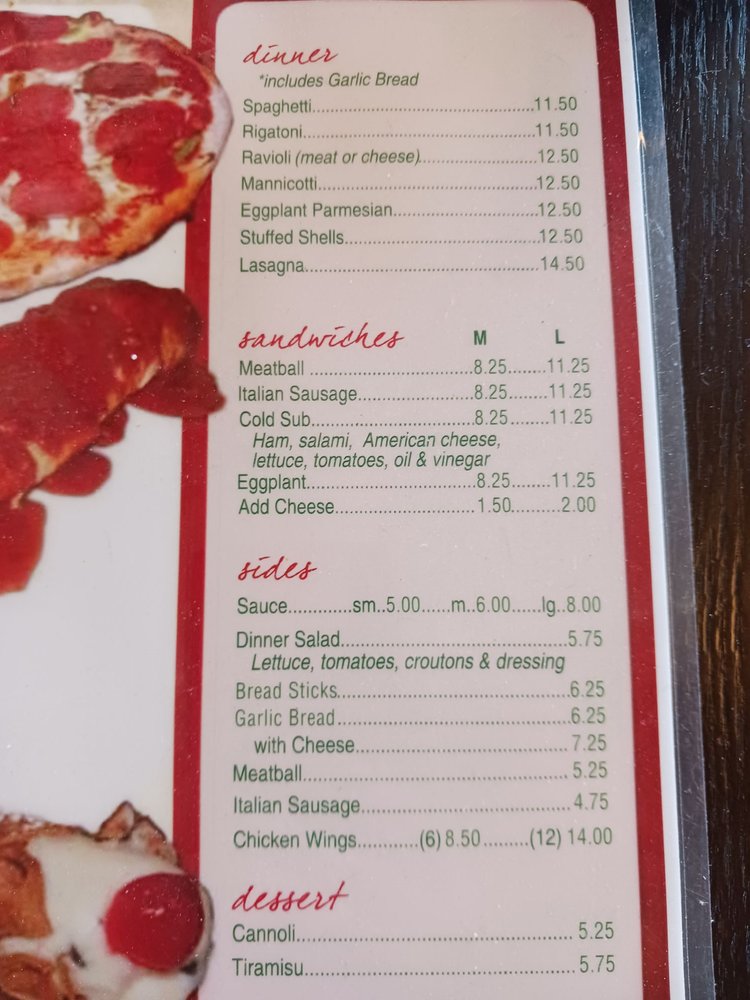 dinner
*includes Garlic Bread
Spaghetti..........11.50
Rigatoni..........11.50
Ravioli (meat or cheese)..........12.50
Mannicotti..........12.50
Eggplant Parmesian..........12.50
Stuffed Shells..........12.50
Lasagna..........14.50
sandwiches M L
Meatball..........8.25........11.25
Italian Sausage..........8.25........11.25
Cold Sub..........8.25........11.25
Ham, salami, American cheese,
lettuce, tomatoes, oil & vinegar
Eggplant..........8.25........11.25
Add Cheese..........1.50..........2.00
sides
Sauce.............sm..5.00......m..6.00......lg..8.00
Dinner Salad..........5.75
Lettuce, tomatoes, croutons & dressing
Bread Sticks..........6.25
Garlic Bread..........6.25
with Cheese..........7.25
Meatball..........5.25
Italian Sausage..........4.75
Chicken Wings............(6) 8.50.........(12) 14.00
dessert
Cannoli..........5.25
Tiramisu..........5.75